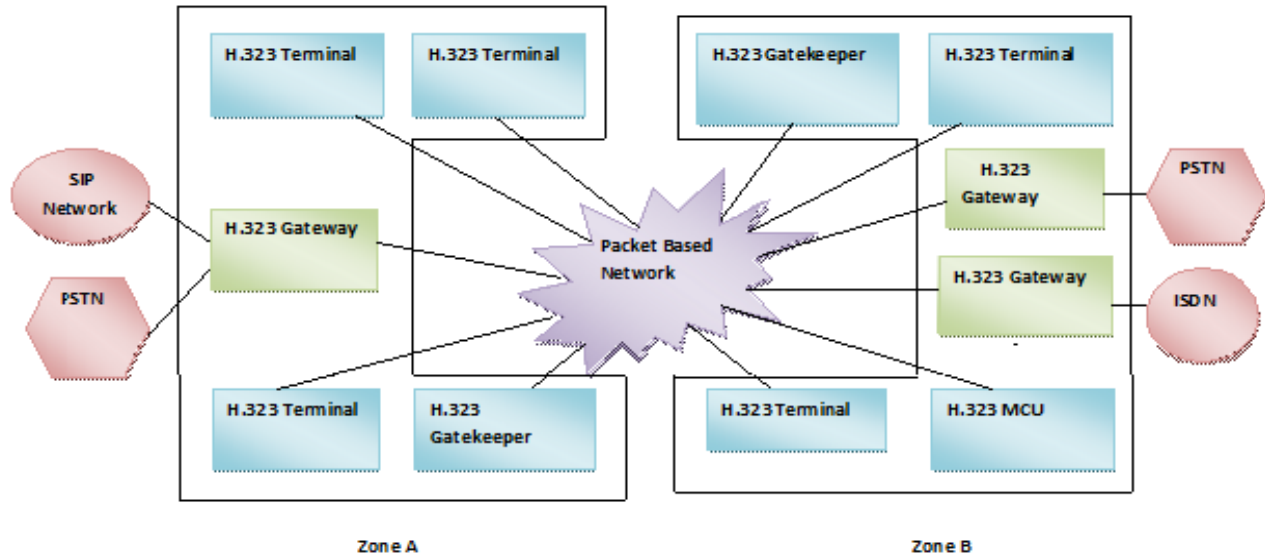 H.323 Terminal
H.323 Terminal
H.323 Gatekeeper
H.323 Terminal
SIP
Network
H.323 Gateway
PSTN
Packet Based
Network
H.323
Gateway
PSTN
H.323 Gateway
ISDN
H.323 Terminal
H.323
Gatekeeper
H.323 Terminal
H.323 MCU
Zone A
Zone B